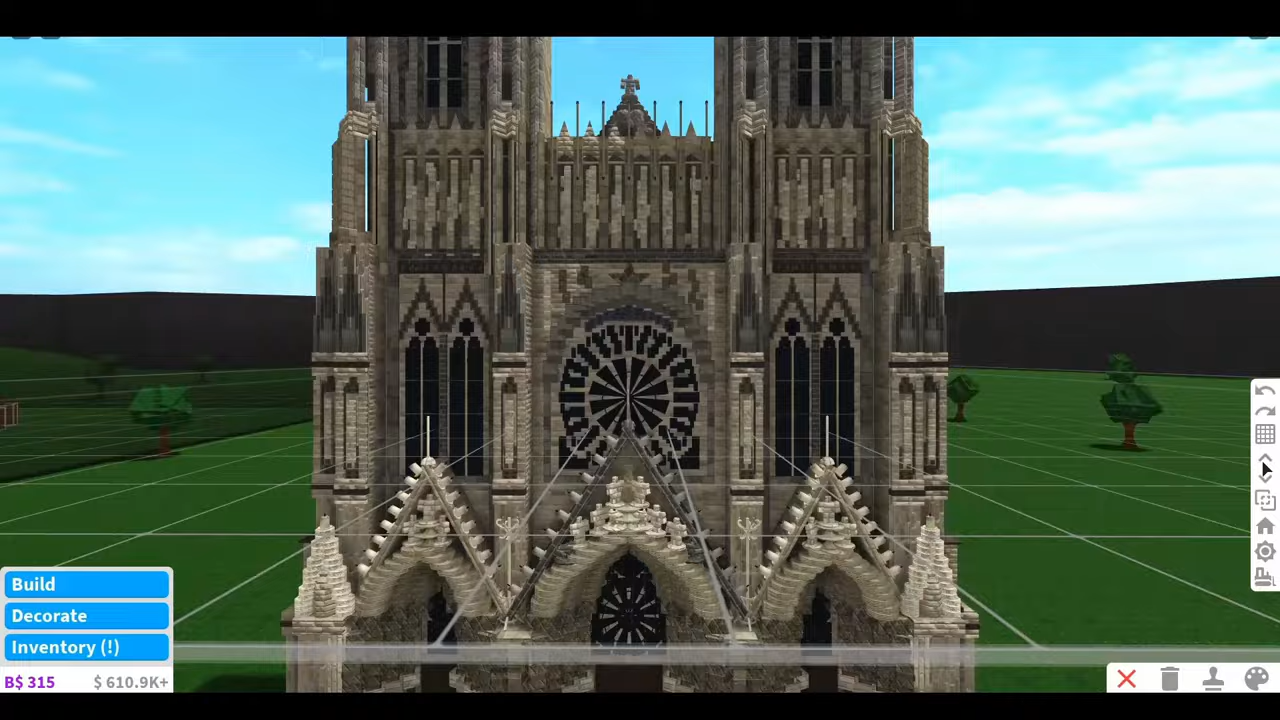 Build
Decorate
Inventory (!)
B$ 315
$ 610.9K+